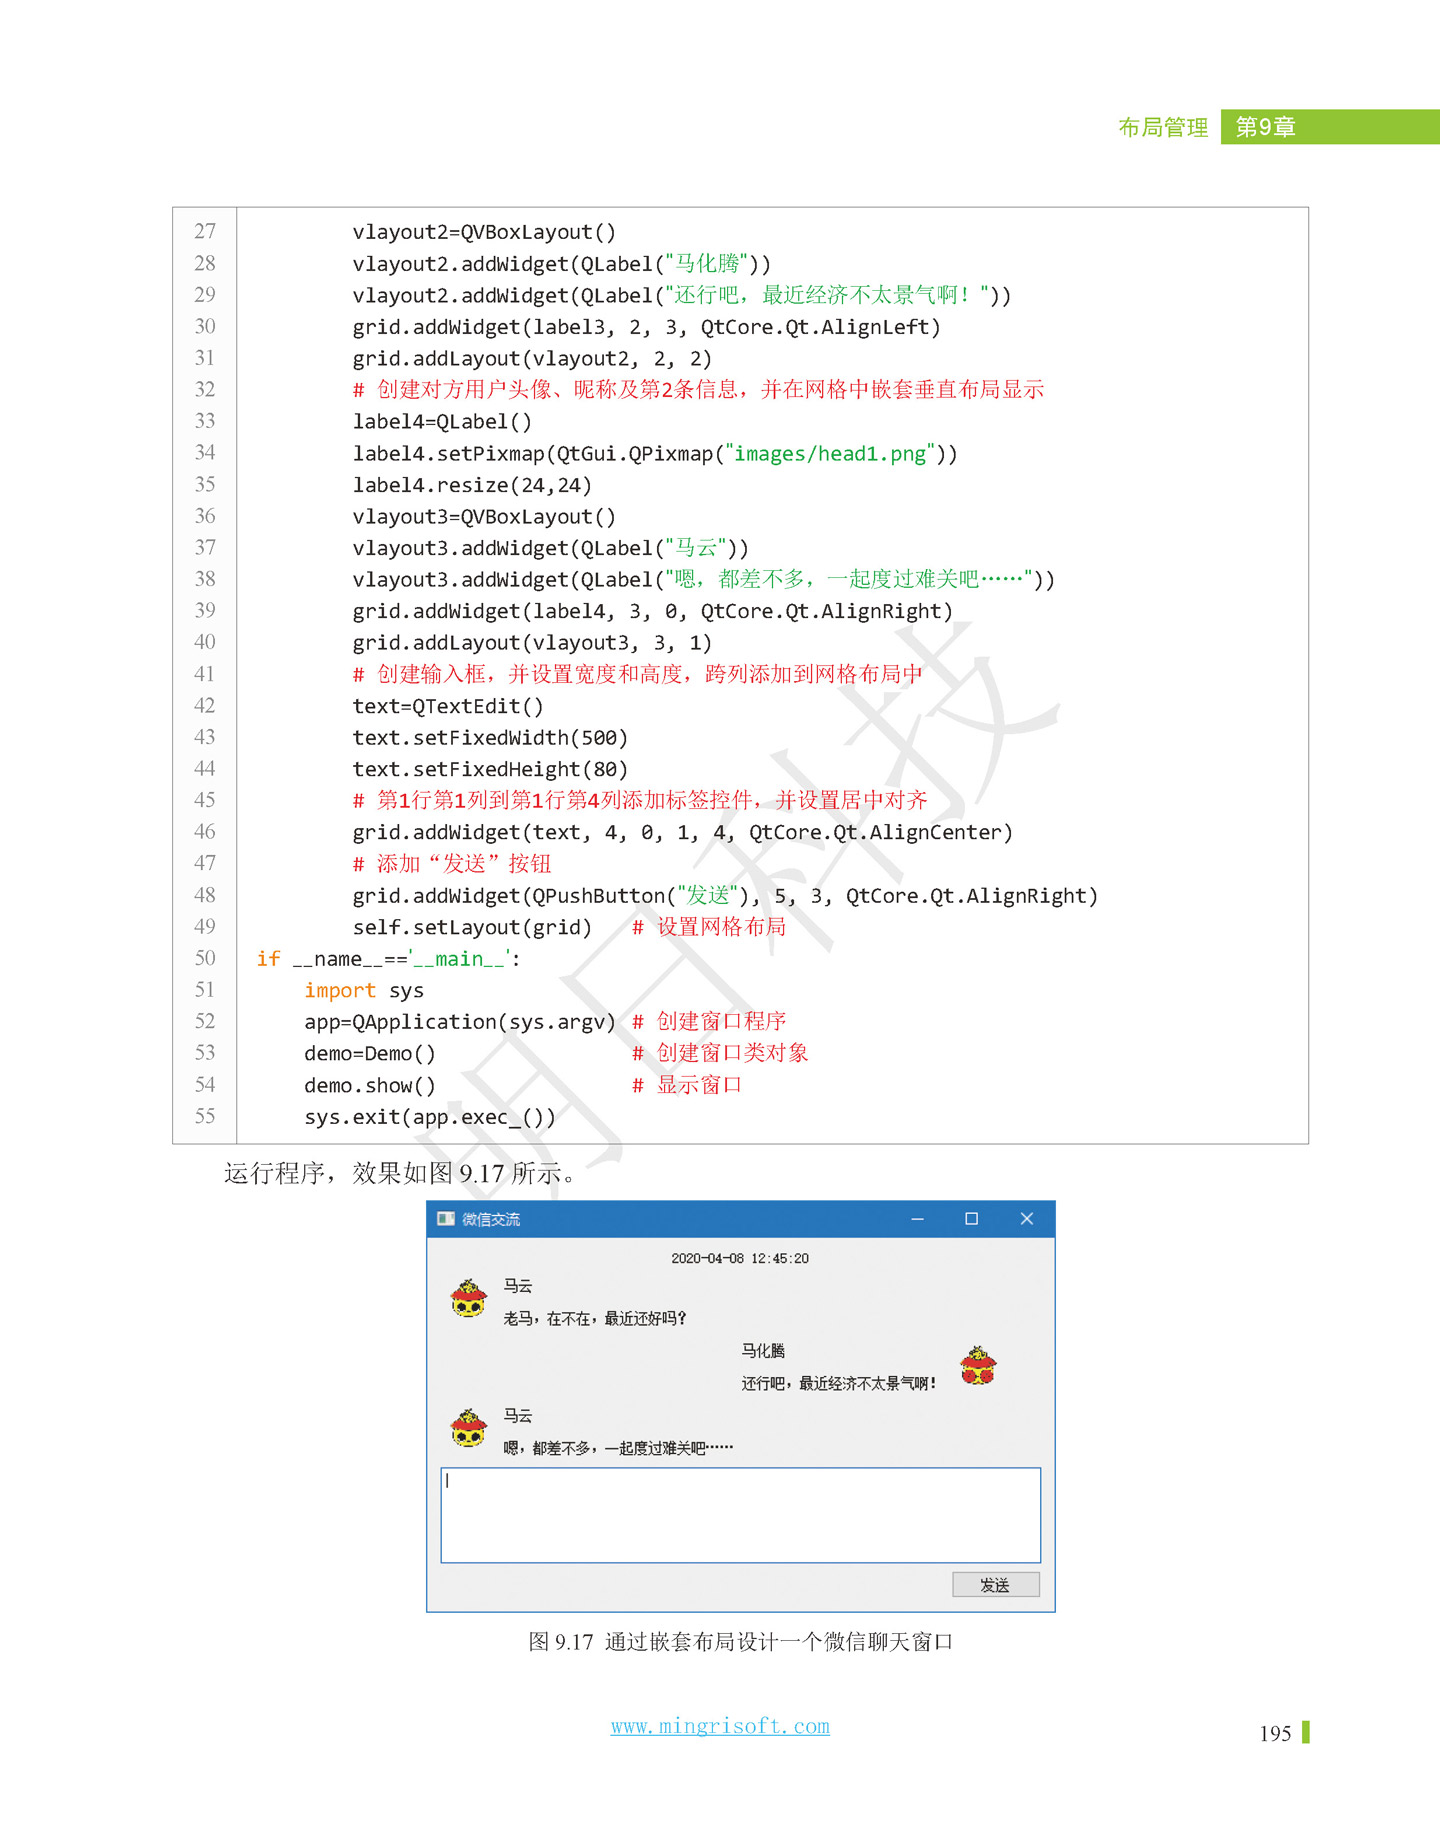 布局管理 第9章
27 vlayout2=QVBoxLayout()
28 vlayout2.addWidget(QLabel("马化腾"))
29 vlayout2.addWidget(QLabel("还行吧，最近经济不太景气啊！"))
30 grid.addWidget(label3, 2, 3, QtCore.Qt.AlignLeft)
31 grid.addLayout(vlayout2, 2, 2)
32 # 创建对方用户头像、昵称及第2条信息，并在网格中嵌套垂直布局显示
33 label4=QLabel()
34 label4.setPixmap(QtGui.QPixmap("images/head1.png"))
35 label4.resize(24,24)
36 vlayout3=QVBoxLayout()
37 vlayout3.addWidget(QLabel("马云"))
38 vlayout3.addWidget(QLabel("嗯，都差不多，一起度过难关吧……"))
39 grid.addWidget(label4, 3, 0, QtCore.Qt.AlignRight)
40 grid.addLayout(vlayout3, 3, 1)
41 # 创建输入框，并设置宽度和高度，跨列添加到网格布局中
42 text=QTextEdit()
43 text.setFixedWidth(500)
44 text.setFixedHeight(80)
45 # 第1行第1列到第1行第4列添加标签控件，并设置居中对齐
46 grid.addWidget(text, 4, 0, 1, 4, QtCore.Qt.AlignCenter)
47 # 添加“发送”按钮
48 grid.addWidget(QPushButton("发送"), 5, 3, QtCore.Qt.AlignRight)
49 self.setLayout(grid) # 设置网格布局
50 if __name__=='__main__':
51 import sys
52 app=QApplication(sys.argv) # 创建窗口程序
53 demo=Demo() # 创建窗口类对象
54 demo.show() # 显示窗口
55 sys.exit(app.exec_())
明日科技
运行程序，效果如图 9.17 所示。
微信交流
2020-04-08 12:45:20
马云
老马，在不在，最近还好吗？
马化腾
还行吧，最近经济不太景气啊！
马云
嗯，都差不多，一起度过难关吧……
发送
图 9.17 通过嵌套布局设计一个微信聊天窗口
www.mingrisoft.com
195